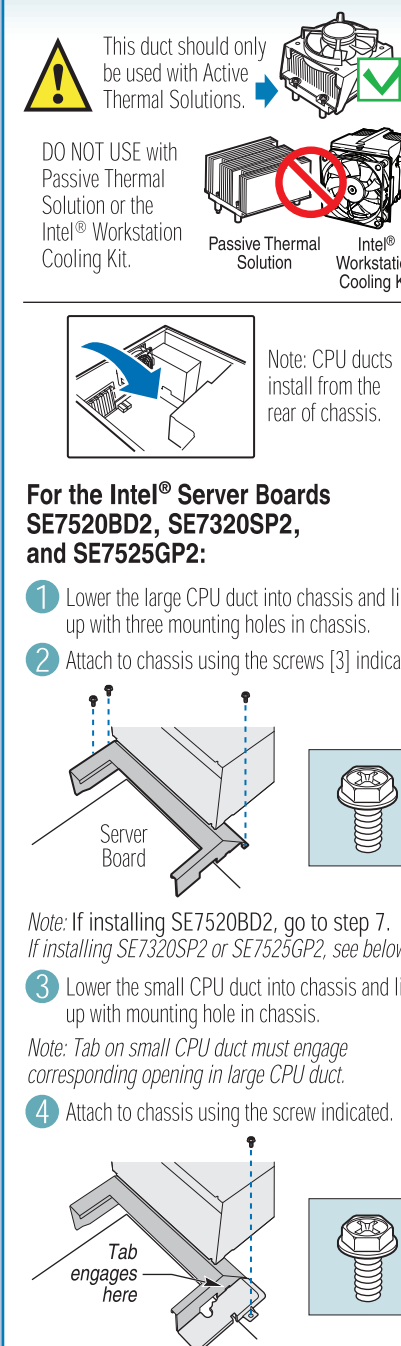 This duct should only
be used with Active
Thermal Solutions.
DO NOT USE with
Passive Thermal
Solution or the
Intel® Workstation
Cooling Kit.
Passive Thermal
Solution
Intel®
Workstatio
Cooling K
Note: CPU ducts
install from the
rear of chassis.
For the Intel® Server Boards
SE7520BD2, SE7320SP2,
and SE7525GP2:
1 Lower the large CPU duct into chassis and li
up with three mounting holes in chassis.
2 Attach to chassis using the screws [3] indica
Server
Board
Note: If installing SE7520BD2, go to step 7.
If installing SE7320SP2 or SE7525GP2, see below
3 Lower the small CPU duct into chassis and li
up with mounting hole in chassis.
Note: Tab on small CPU duct must engage
corresponding opening in large CPU duct.
4 Attach to chassis using the screw indicated.
Tab
engages
here